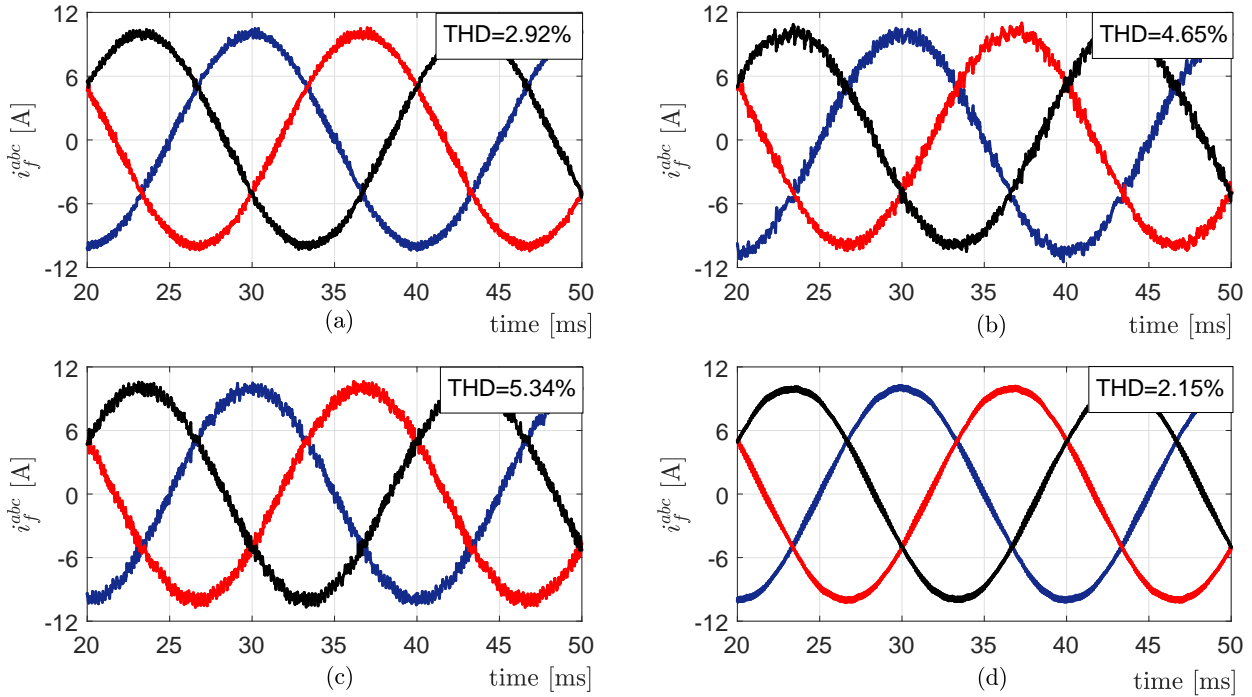 THD=2.92%
12
6
0
-6
-12
i_f^{abc} [A]
20 25 30 35 40 45 50
(a) time [ms]
THD=4.65%
12
6
0
-6
-12
i_f^{abc} [A]
20 25 30 35 40 45 50
(b) time [ms]
THD=5.34%
12
6
0
-6
-12
i_f^{abc} [A]
20 25 30 35 40 45 50
(c) time [ms]
THD=2.15%
12
6
0
-6
-12
i_f^{abc} [A]
20 25 30 35 40 45 50
(d) time [ms]